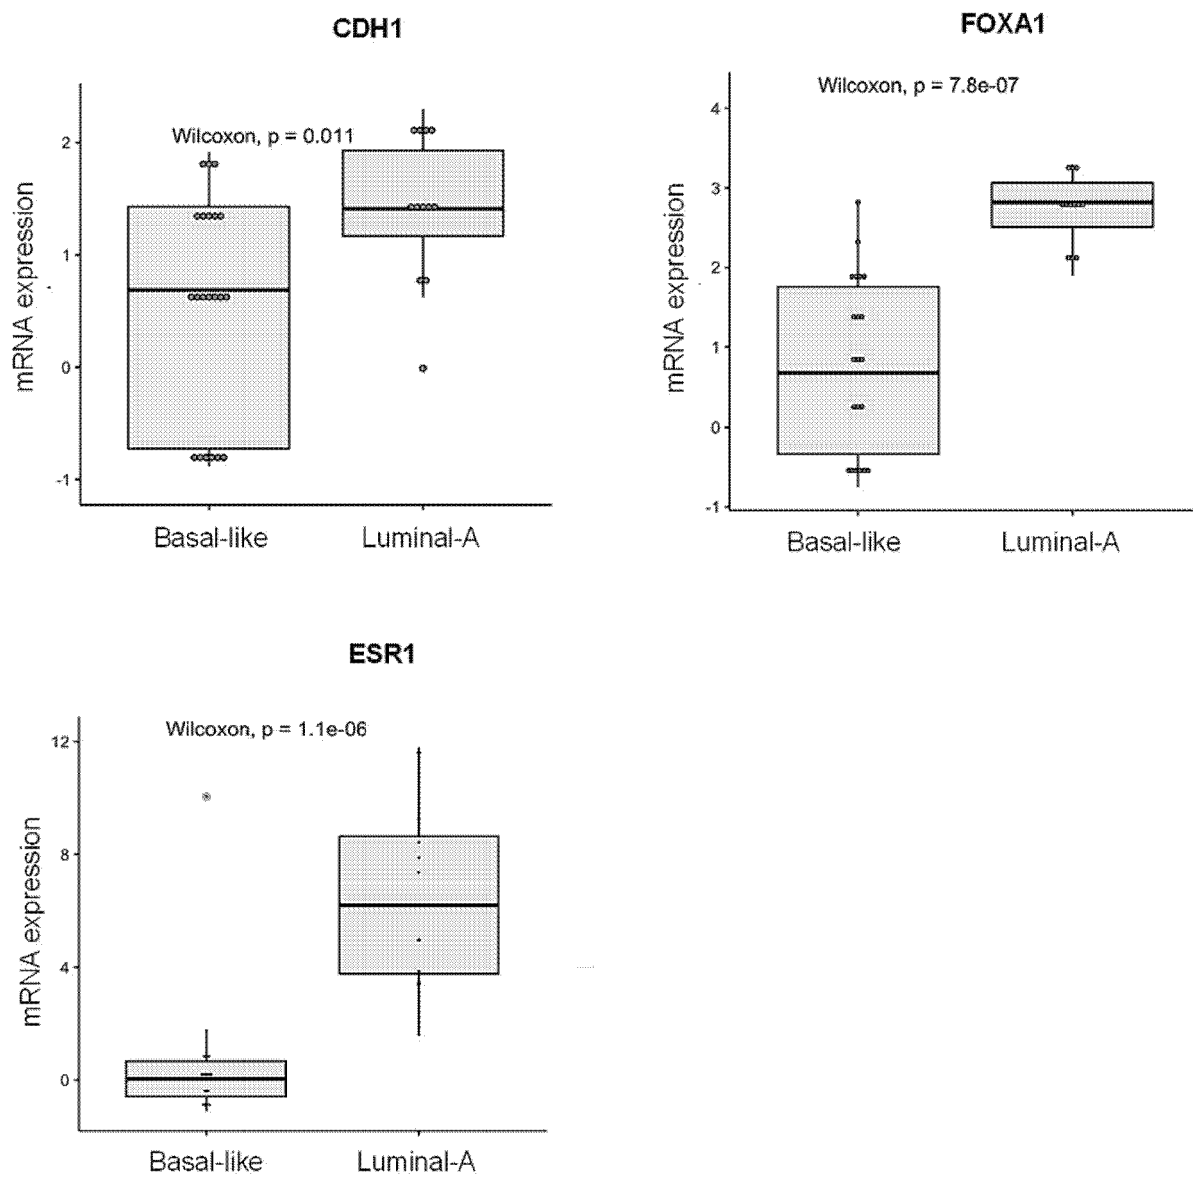 CDH1
Wilcoxon, p = 0.011
mRNA expression
2
1
0
-1
Basal-like Luminal-A
FOXA1
Wilcoxon, p = 7.8e-07
mRNA expression
4
3
2
1
0
-1
Basal-like Luminal-A
ESR1
Wilcoxon, p = 1.1e-06
mRNA expression
12
8
4
0
Basal-like Luminal-A